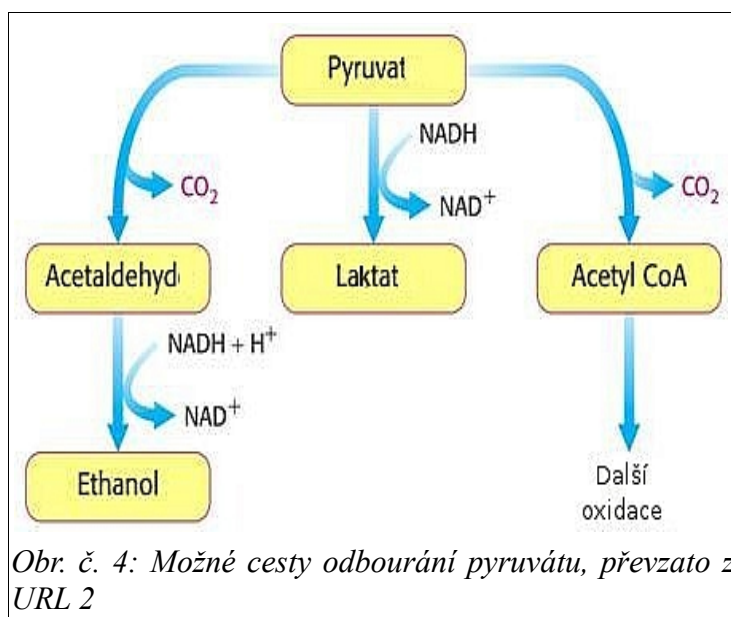 Pyruvat
NADH
CO2
NAD+
CO2
Acetaldehyd
Laktat
Acetyl CoA
NADH + H+
NAD+
Ethanol
Další
oxidace
Obr. č. 4: Možné cesty odbourání pyruvátu, převzato z
URL 2